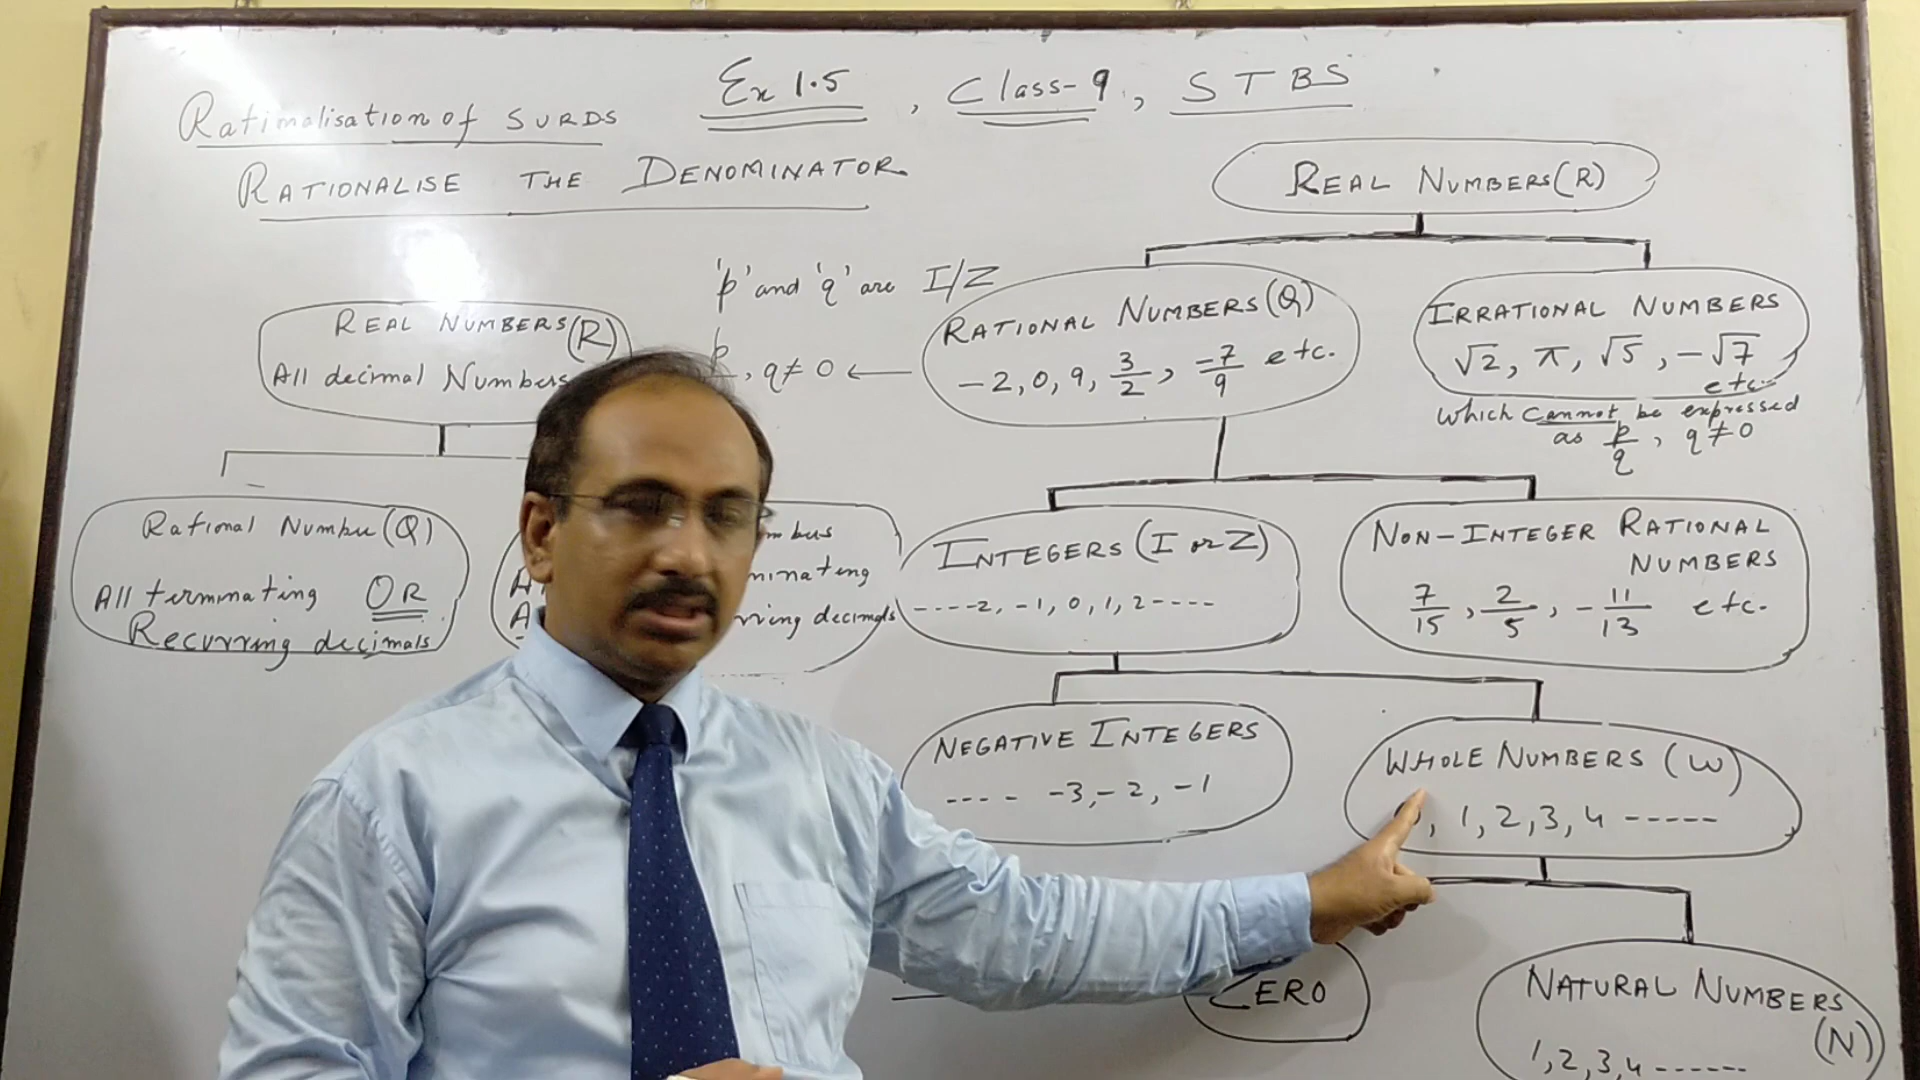 Ex 1.5, Class-9, STBS
Rationalisation of SURDS
RATIONALISE THE DENOMINATOR
REAL NUMBERS (R)
'p' and 'q' are I/Z
RATIONAL NUMBERS (Q)
-2, 0, 9, 3/2, -7/9 etc.
p , q ≠ 0 ←
IRRATIONAL NUMBERS
√2, π, √5, -√7
etc.
which cannot be expressed
as p/q, q ≠ 0
REAL NUMBERS (R)
All decimal Numbers
Rational Number (Q)
All terminating OR
Recurring decimals
decimals
INTEGERS (I or Z)
-----2, -1, 0, 1, 2----
NON-INTEGER RATIONAL
NUMBERS
7/15, 2/5, -11/13 etc.
NEGATIVE INTEGERS
---- -3, -2, -1
WHOLE NUMBERS (W)
, 1, 2, 3, 4 -----
ZERO
NATURAL NUMBERS
(N)
1, 2, 3, 4 ------